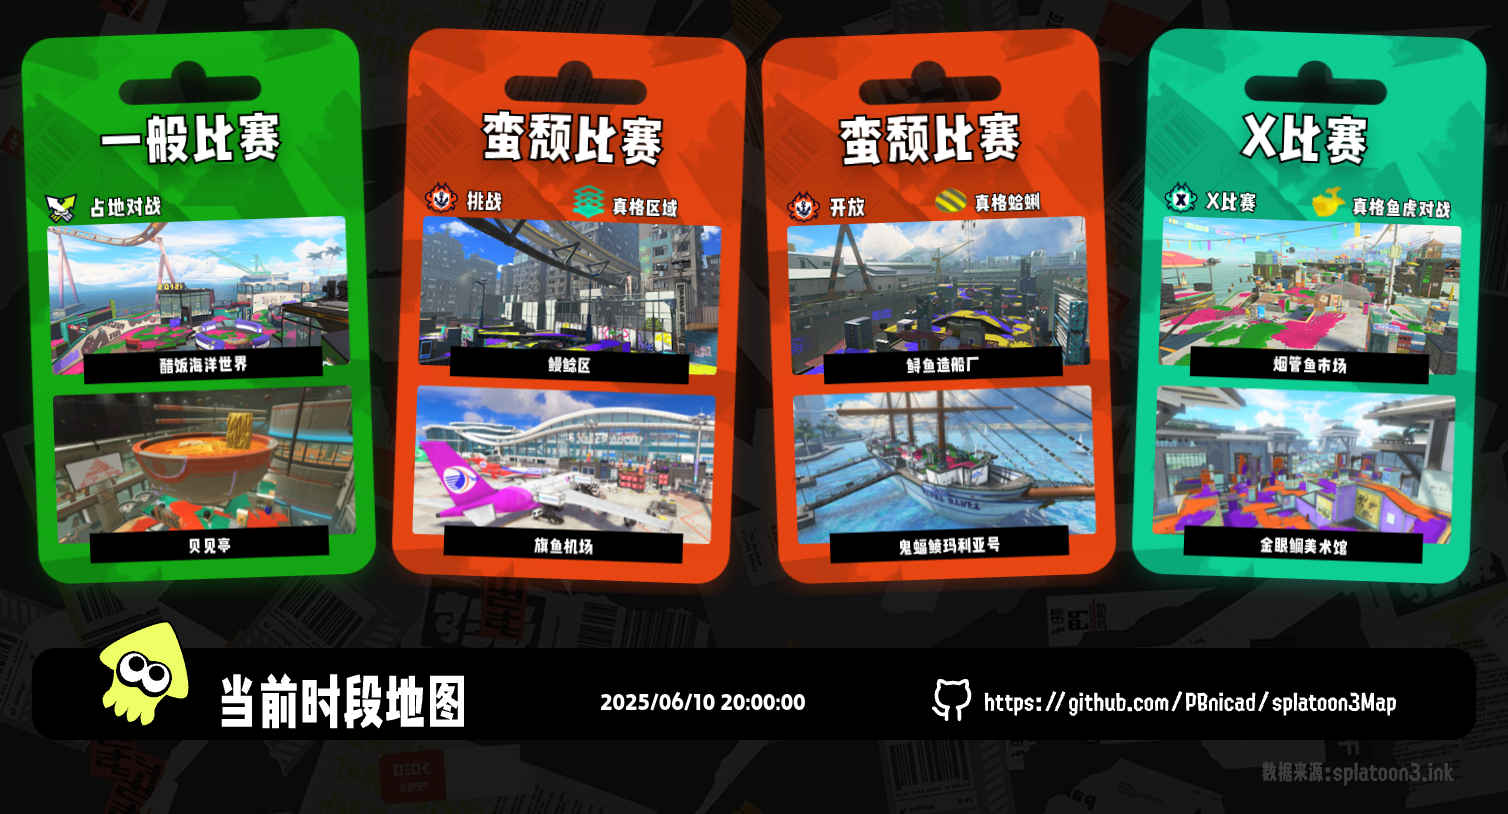 一般比赛
占地对战
醋饭海洋世界
贝见亭
蛮颓比赛
挑战
真格区域
鳗鲶区
旗鱼机场
蛮颓比赛
开放
真格蛤蜊
鲟鱼造船厂
鬼蝠鲼玛利亚号
X比赛
X比赛
真格鱼虎对战
烟管鱼市场
金眼鲷美术馆
当前时段地图
2025/06/10 20:00:00
https://github.com/PBnicad/splatoon3Map
数据来源:splatoon3.ink